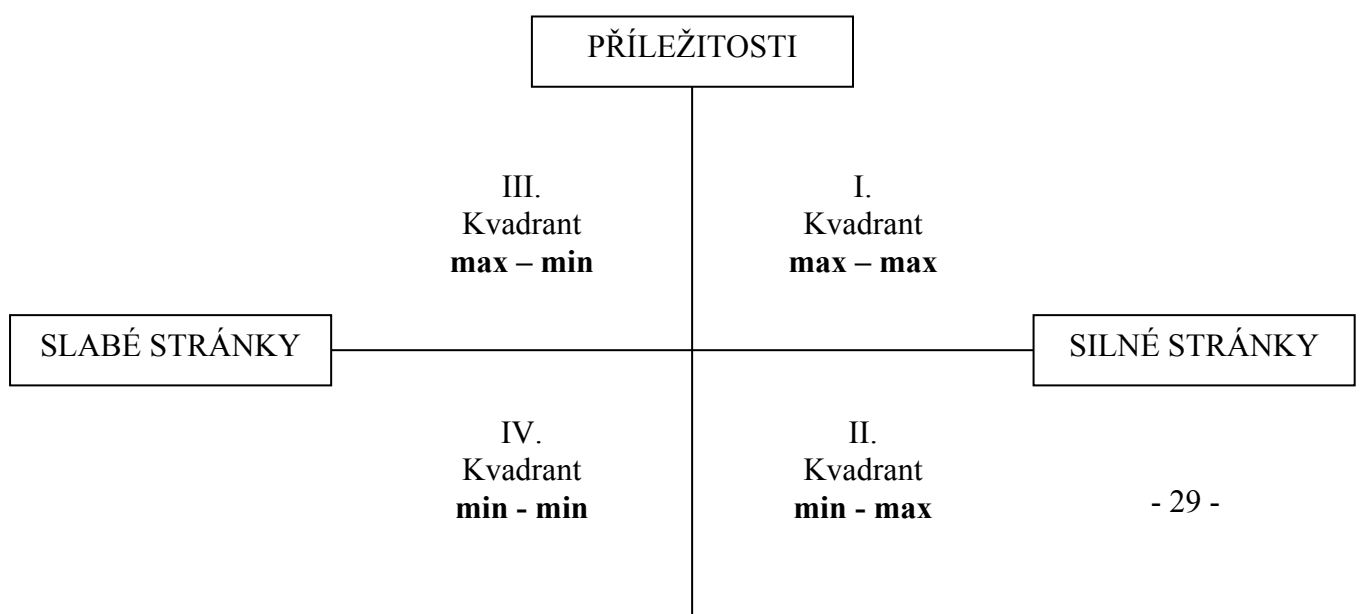 PŘÍLEŽITOSTI
III.
Kvadrant
max – min
I.
Kvadrant
max – max
SLABÉ STRÁNKY
SILNÉ STRÁNKY
IV.
Kvadrant
min - min
II.
Kvadrant
min - max
- 29 -